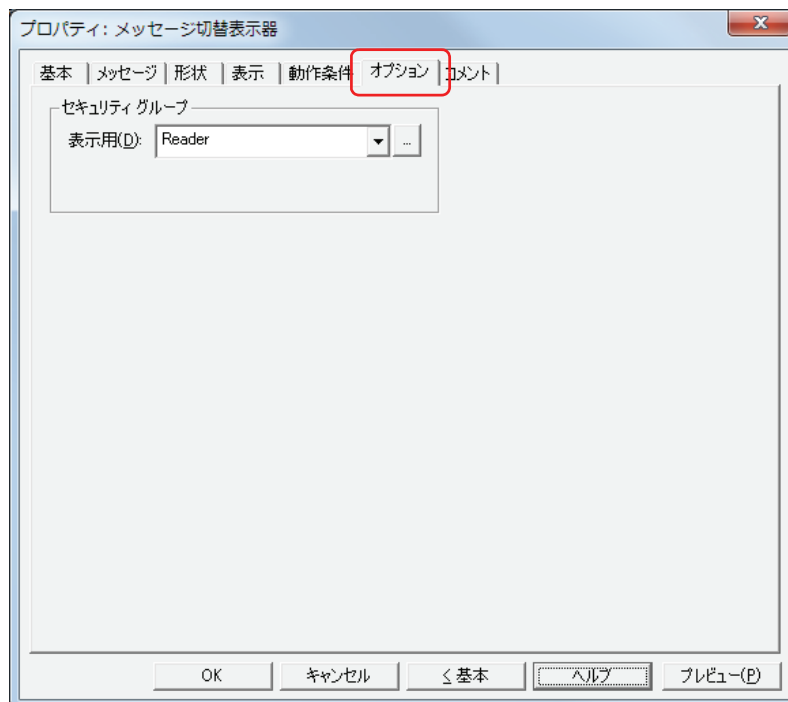 プロパティ: メッセージ切替表示器
基本 メッセージ 形状 表示 動作条件 オプション コメント
セキュリティ グループ
表示用(D): Reader ...
OK キャンセル ≤ 基本 ヘルプ プレビュー(P)